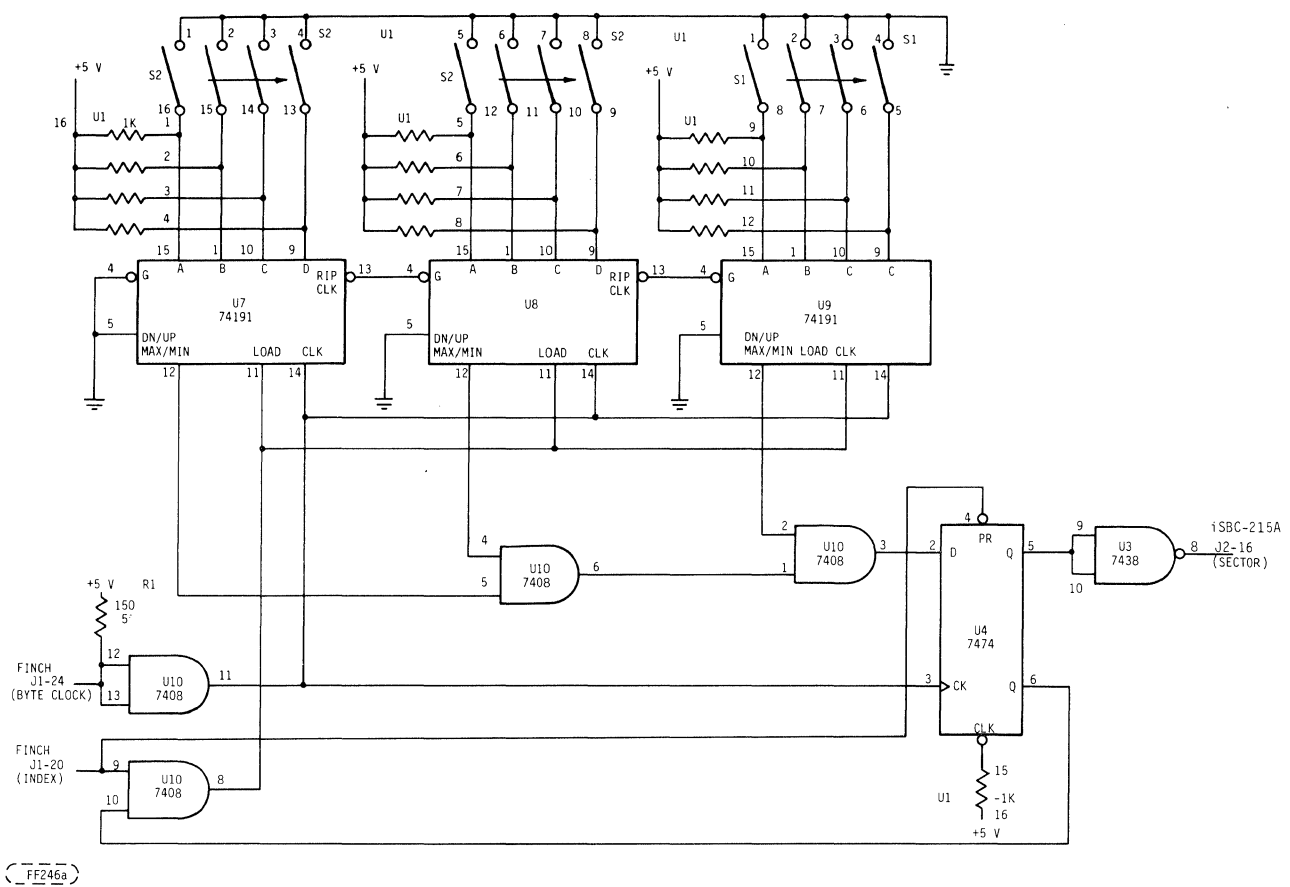 1 2 3 4 S2 U1 5 6 7 8 S2 U1 1 2 3 4 S1
+5 V S2 +5 V S2 +5 V S1
16 15 14 13 12 11 10 9 8 7 6 5
16 U1 1K 1 U1 5 U1 9
2 6 10
3 7 11
4 8 12
15 1 10 9 15 1 10 9 15 1 10 9
4 G A B C D RIP CLK 13 4 G A B C D RIP CLK 13 4 G A B C C
U7
74191
U8
U9
74191
5 DN/UP 5 DN/UP 5 DN/UP
MAX/MIN LOAD CLK MAX/MIN LOAD CLK MAX/MIN LOAD CLK
12 11 14 12 11 14 12 11 14
4 5 U10 7408 6
2 1 U10 7408 3
4 PR
2 D Q 5
U4
7474
3 CK Q 6
CLK
9 10 U3 7438 8
iSBC-215A
J2-16
(SECTOR)
+5 V R1
150
5
FINCH
J1-24
(BYTE CLOCK)
12 13 U10 7408 11
FINCH
J1-20
(INDEX)
9 10 U10 7408 8
15
U1 -1K
16
+5 V
FF246a